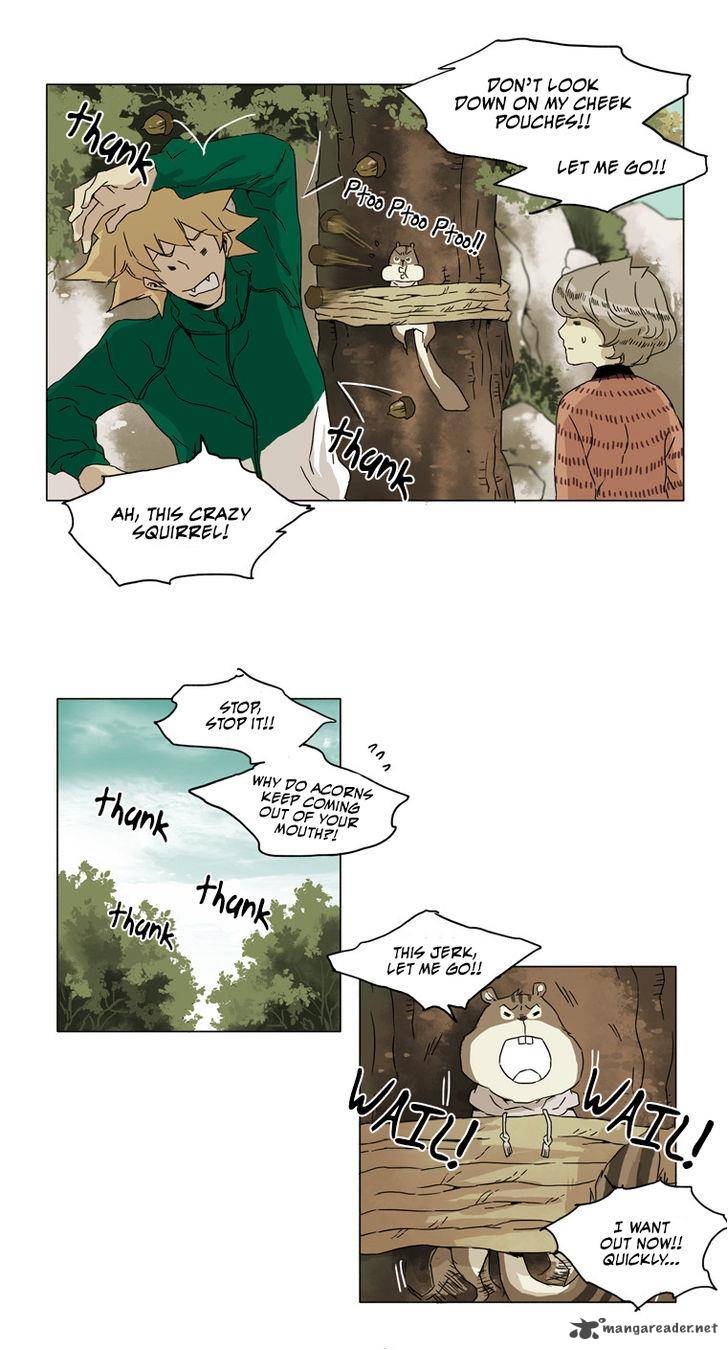 DON'T LOOK
DOWN ON MY CHEEK
POUCHES!!
LET ME GO!!
thunk
Ptoo Ptoo Ptoo!!
thunk
AH, THIS CRAZY
SQUIRREL!
STOP,
STOP IT!!
WHY DO ACORNS
KEEP COMING
OUT OF YOUR
MOUTH?!
thunk
thunk
thunk
THIS JERK,
LET ME GO!!
WAIL!
WAIL!
I WANT
OUT NOW!!
QUICKLY...
mangareader.net